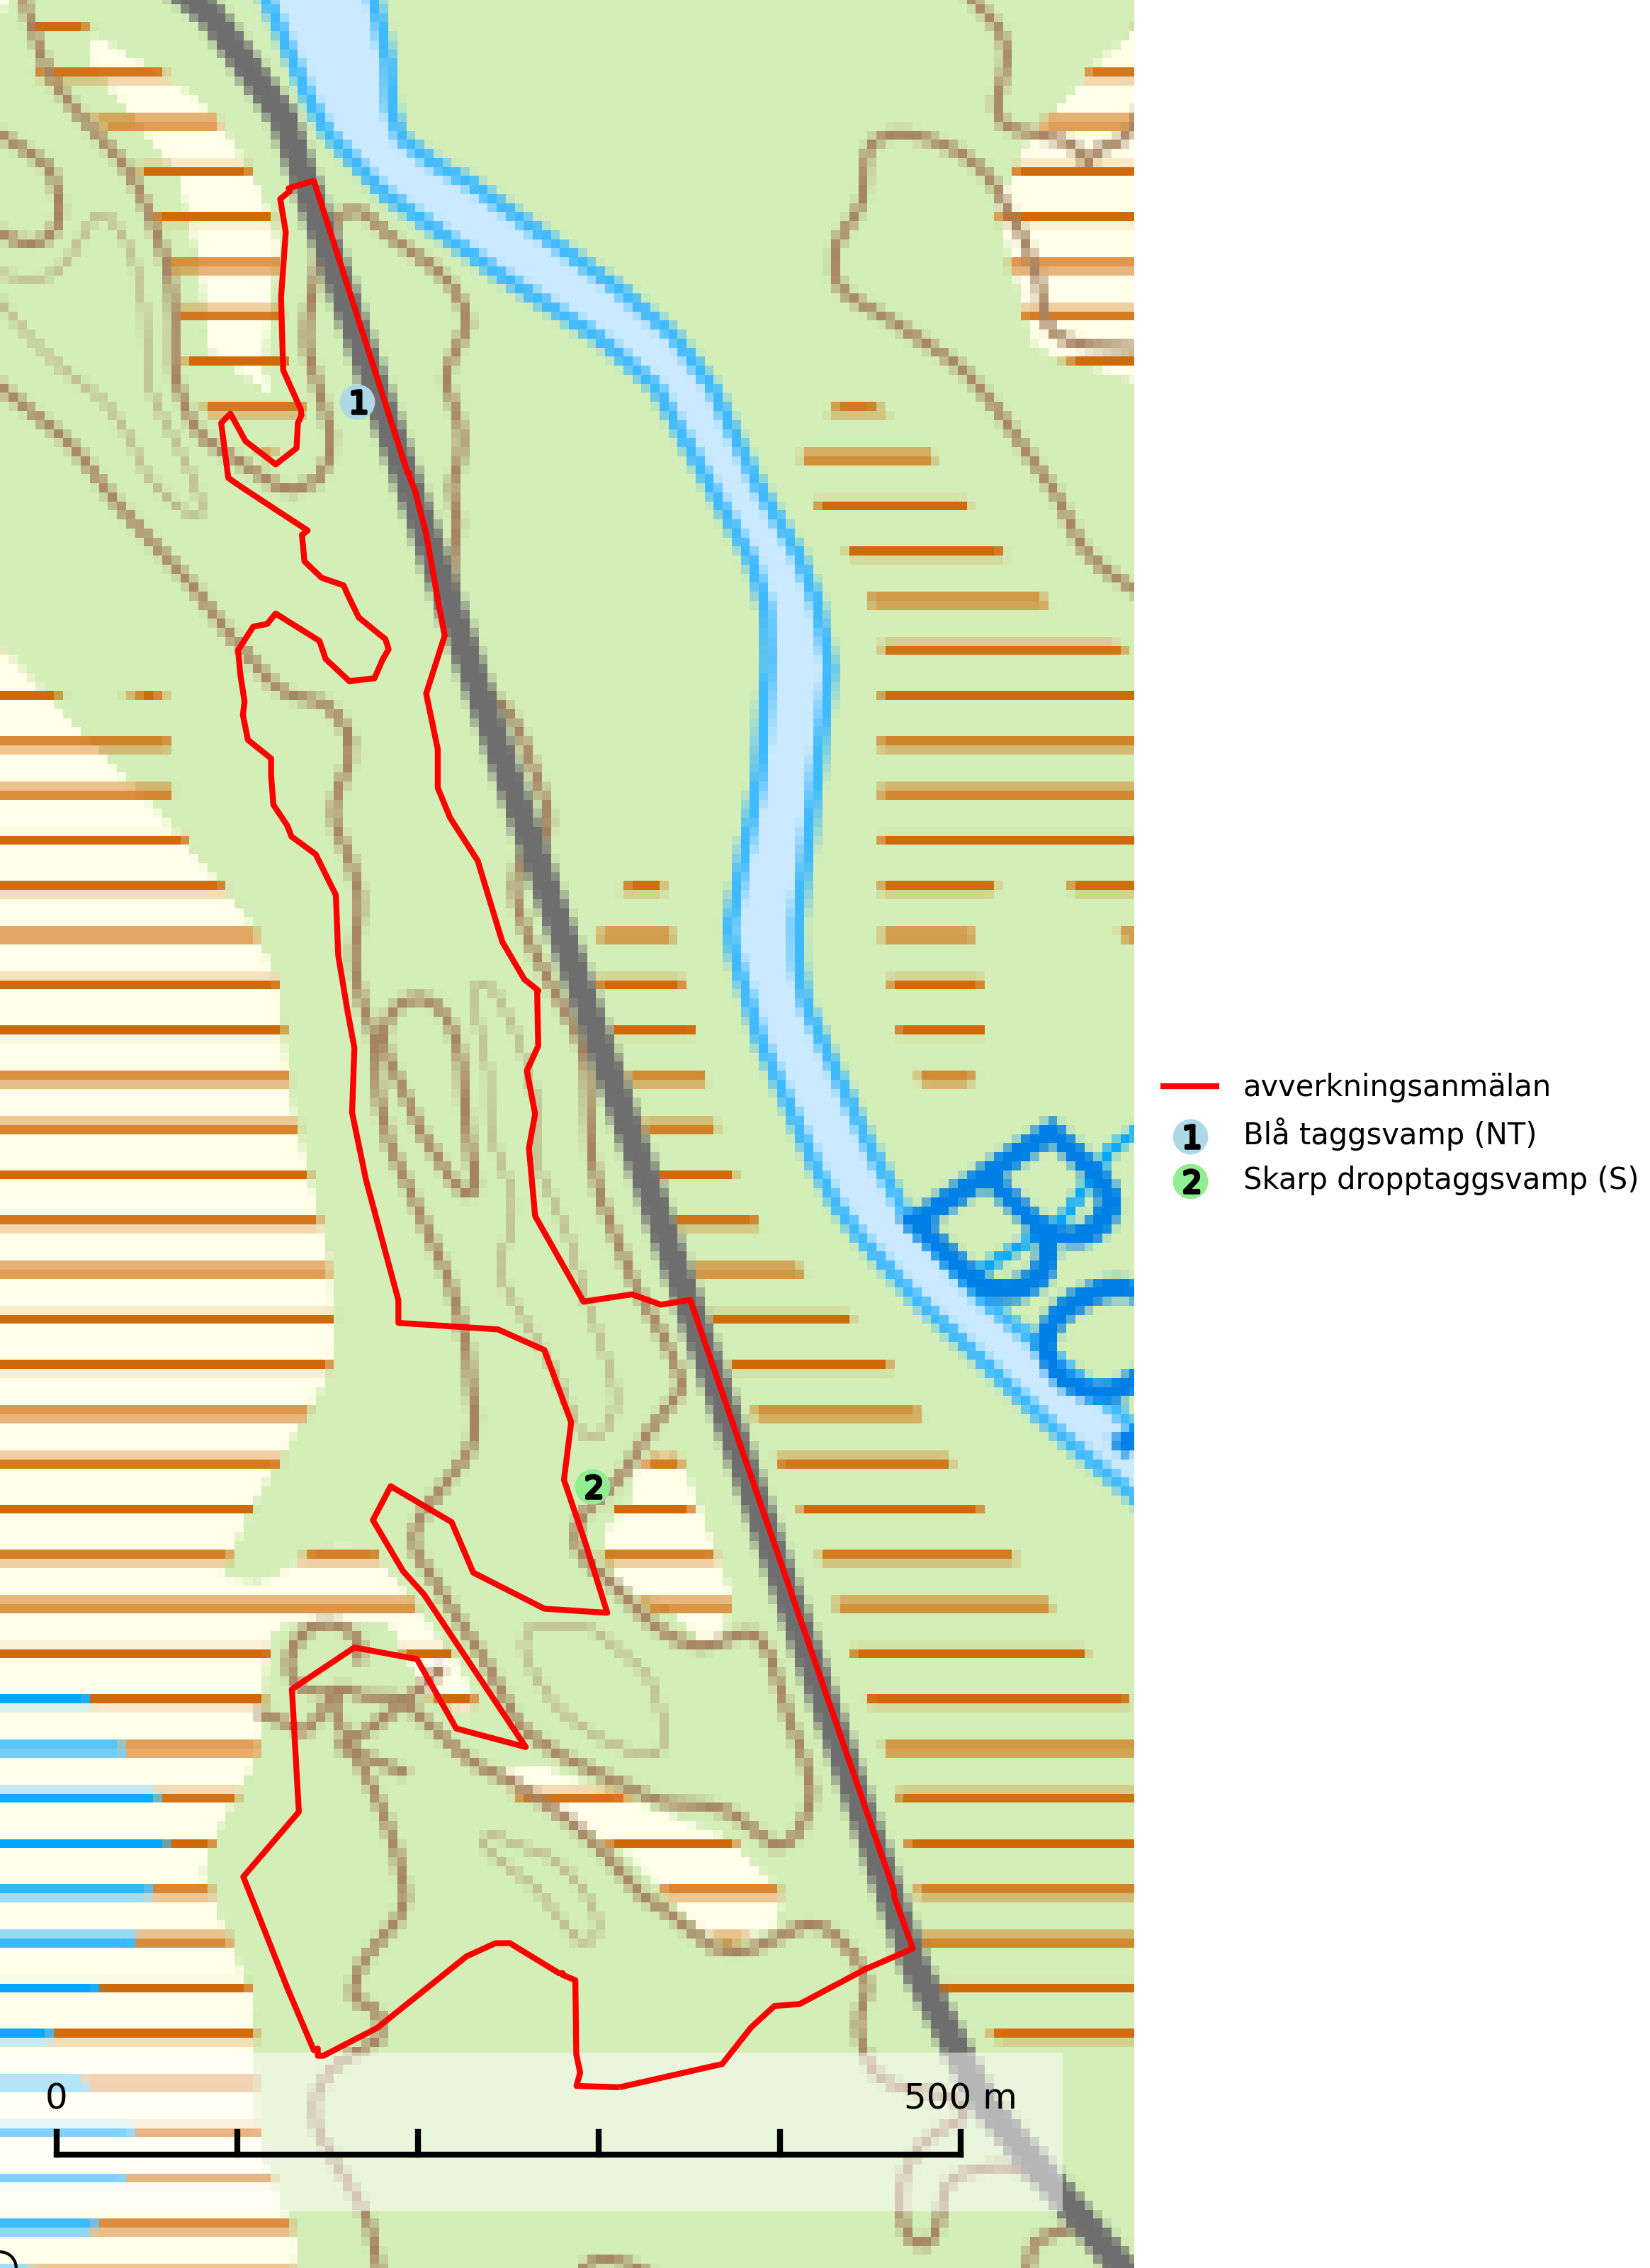 1
avverkningsanmälan
1 Blå taggsvamp (NT)
2 Skarp dropptaggsvamp (S)
2
0 500 m